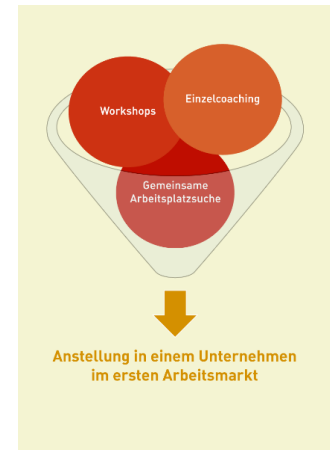 Workshops
Einzelcoaching
Gemeinsame
Arbeitsplatzsuche
Anstellung in einem Unternehmen
im ersten Arbeitsmarkt